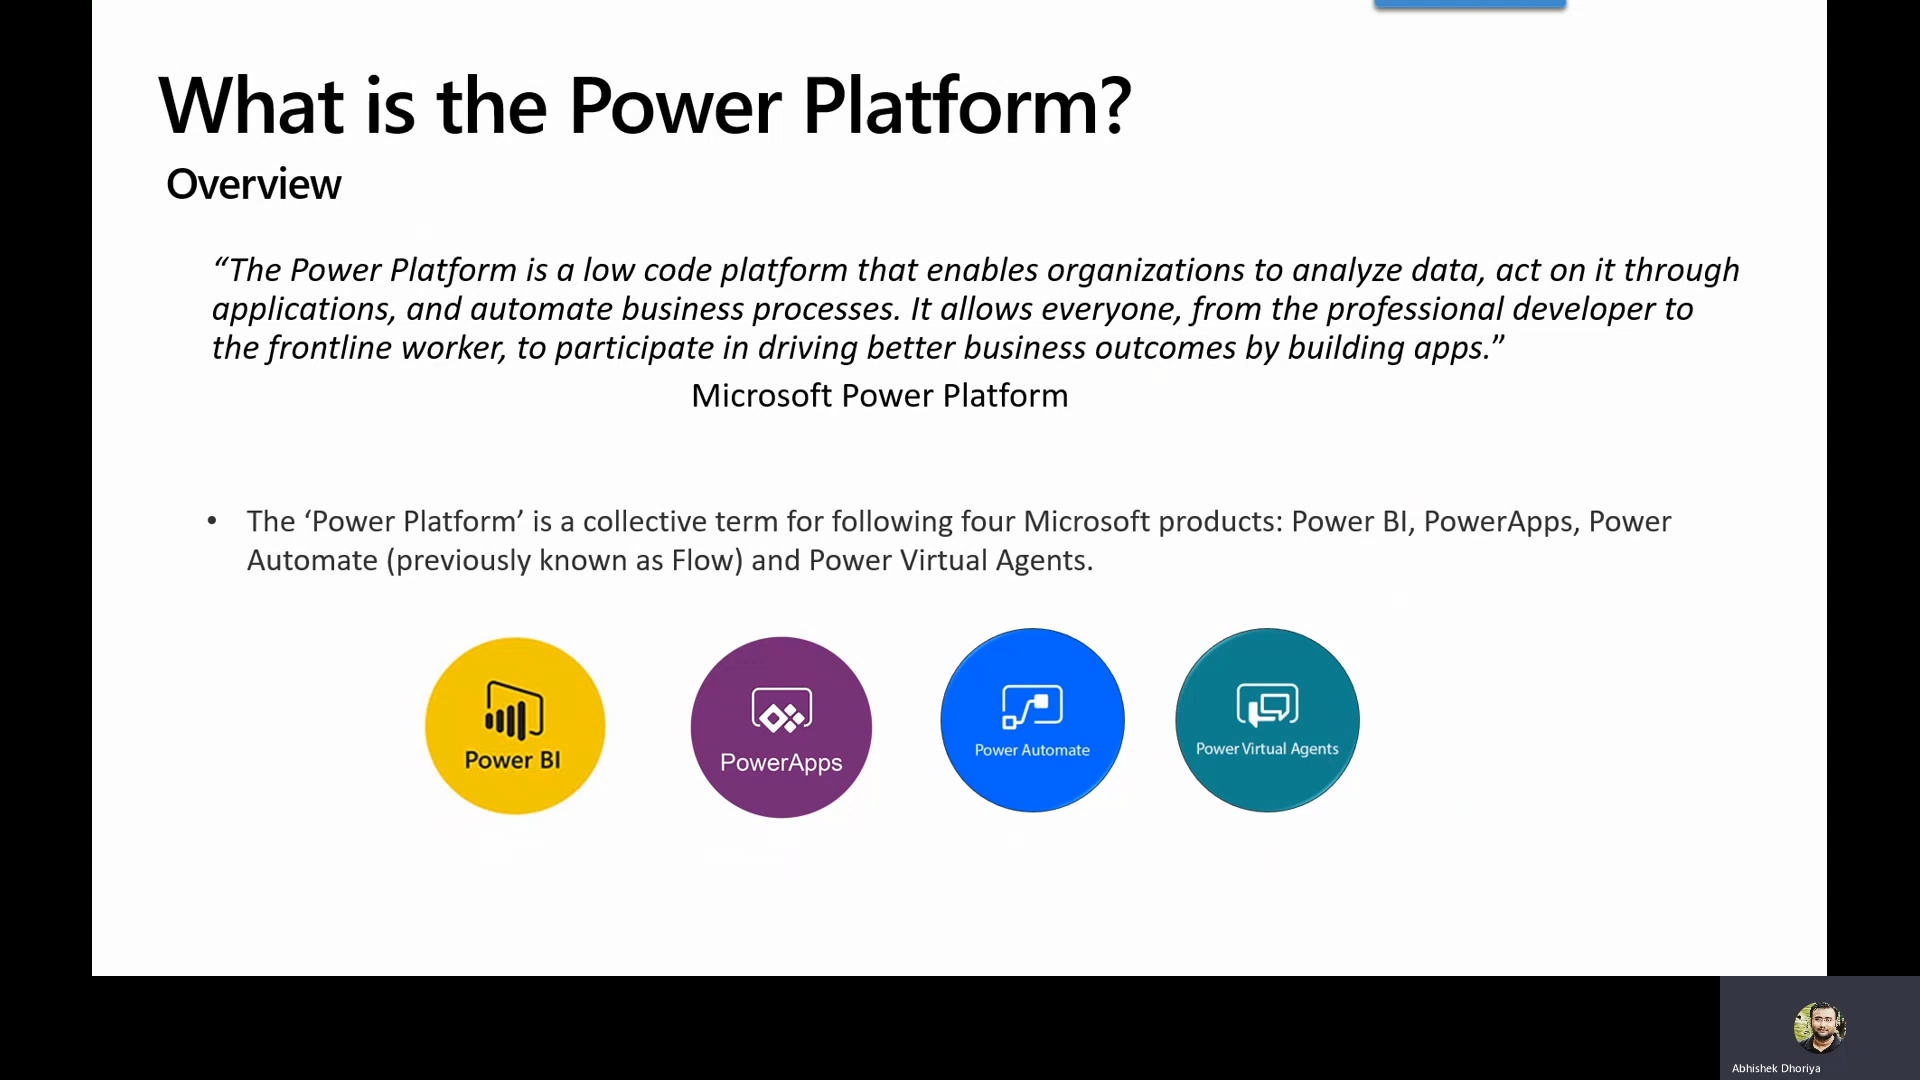 What is the Power Platform?
Overview
“The Power Platform is a low code platform that enables organizations to analyze data, act on it through
applications, and automate business processes. It allows everyone, from the professional developer to
the frontline worker, to participate in driving better business outcomes by building apps.”
Microsoft Power Platform
• The ‘Power Platform’ is a collective term for following four Microsoft products: Power BI, PowerApps, Power
Automate (previously known as Flow) and Power Virtual Agents.
Power BI
PowerApps
Power Automate
Power Virtual Agents
Abhishek Dhoriya